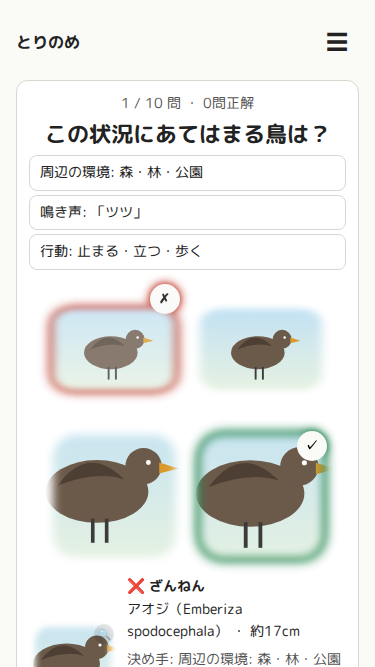 とりのめ
1 / 10 問 ・ 0問正解
この状況にあてはまる鳥は？
周辺の環境: 森・林・公園
鳴き声: 「ツツ」
行動: 止まる・立つ・歩く
✗
✓
❌ ざんねん
アオジ（Emberiza
spodocephala） ・ 約17cm
決め手: 周辺の環境: 森・林・公園